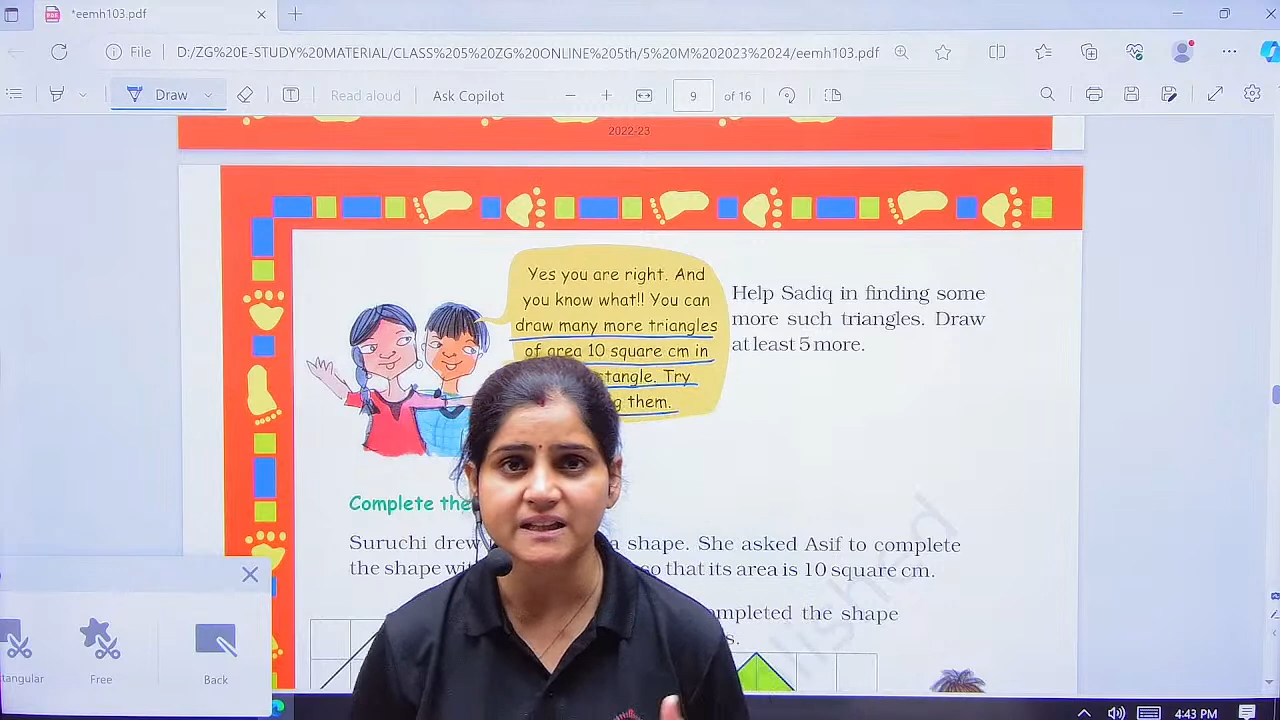 *eemh103.pdf
File
D:/ZG%20E-STUDY%20MATERIAL/CLASS%205%20ZG%20ONLINE%205th/5%20M%202023%2024/eemh103.pdf
Draw
Read aloud
Ask Copilot
9
of 16
2022-23
Yes you are right. And
you know what!! You can
draw many more triangles
of area 10 square cm in
Try
them.
Help Sadiq in finding some
more such triangles. Draw
at least 5 more.
Complete the
Suruchi drew shape. She asked Asif to complete
the shape so that its area is 10 square cm.
the shape
Free
Back
4:43 PM